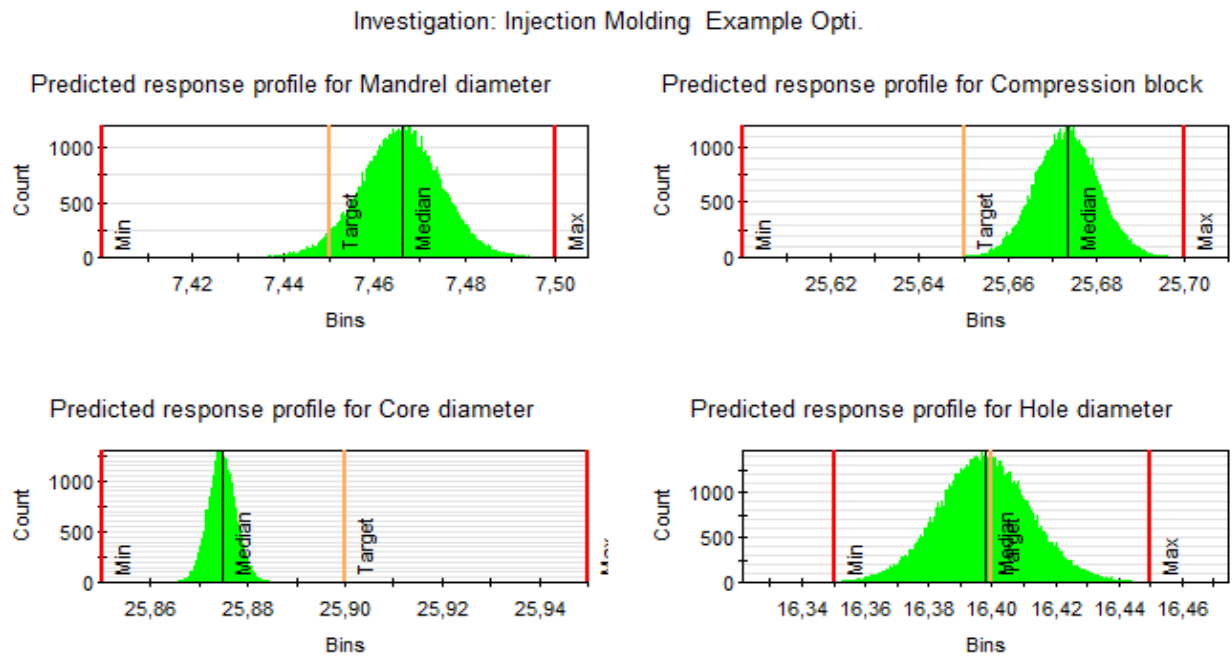 Investigation: Injection Molding  Example Opti.
Predicted response profile for Mandrel diameter
Count
1000
500
0
Min
Target
Median
Max
7,42
7,44
7,46
7,48
7,50
Bins
Predicted response profile for Compression block
Count
1000
500
0
Min
Target
Median
Max
25,62
25,64
25,66
25,68
25,70
Bins
Predicted response profile for Core diameter
Count
1000
500
0
Min
Median
Target
Max
25,86
25,88
25,90
25,92
25,94
Bins
Predicted response profile for Hole diameter
Count
1000
500
0
Min
Median
Target
Max
16,34
16,36
16,38
16,40
16,42
16,44
16,46
Bins